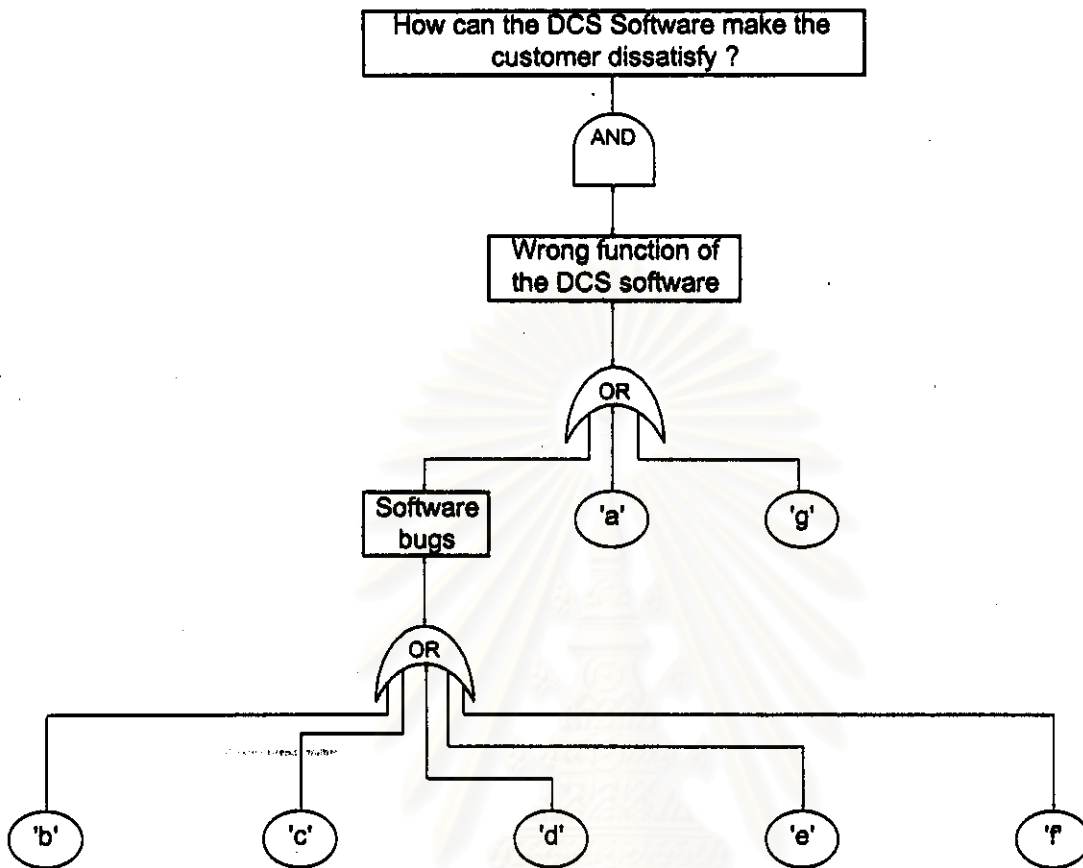 How can the DCS Software make the
customer dissatisfy ?
AND
Wrong function of
the DCS software
OR
Software
bugs
'a'
'g'
OR
'b'
'c'
'd'
'e'
'f'